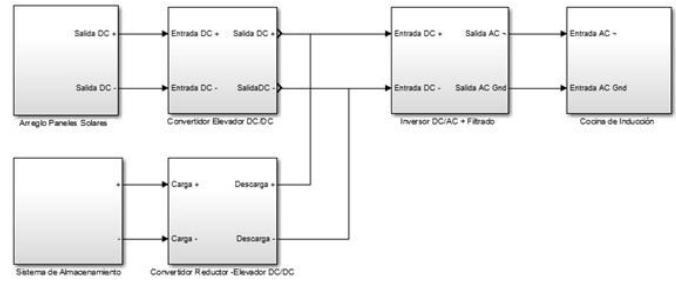 Salida DC +
Salida DC -
Arreglo Paneles Solares
Entrada DC +
Salida DC +
Entrada DC -
SalidaDC -
Convertidor Elevador DC/DC
Entrada DC +
Salida AC ~
Entrada DC -
Salida AC Gnd
Inversor DC/AC + Filtrado
Entrada AC ~
Entrada AC Gnd
Cocina de Inducción
+
-
Sistema de Almacenamiento
Carga +
Descarga +
Carga -
Descarga -
Convertidor Reductor -Elevador DC/DC